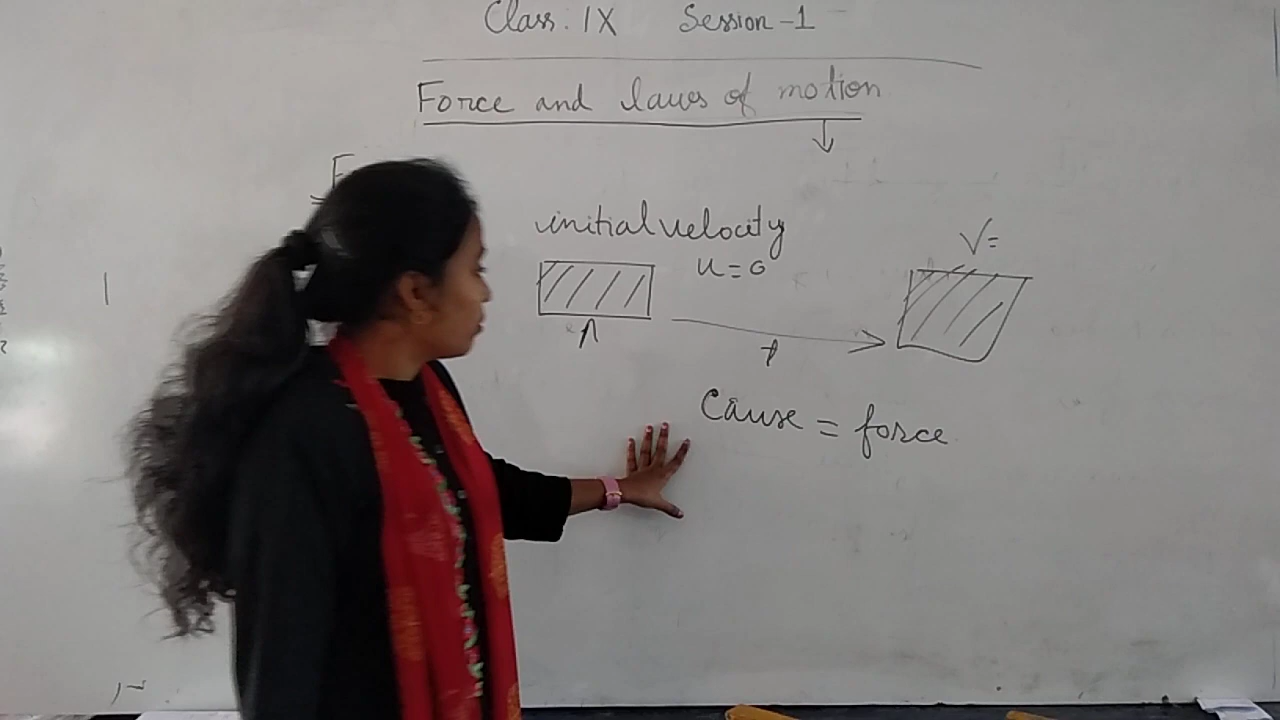 Class. IX Session-1
Force and laws of motion
F
initial velocity
u=0
V=
A
Cause = force